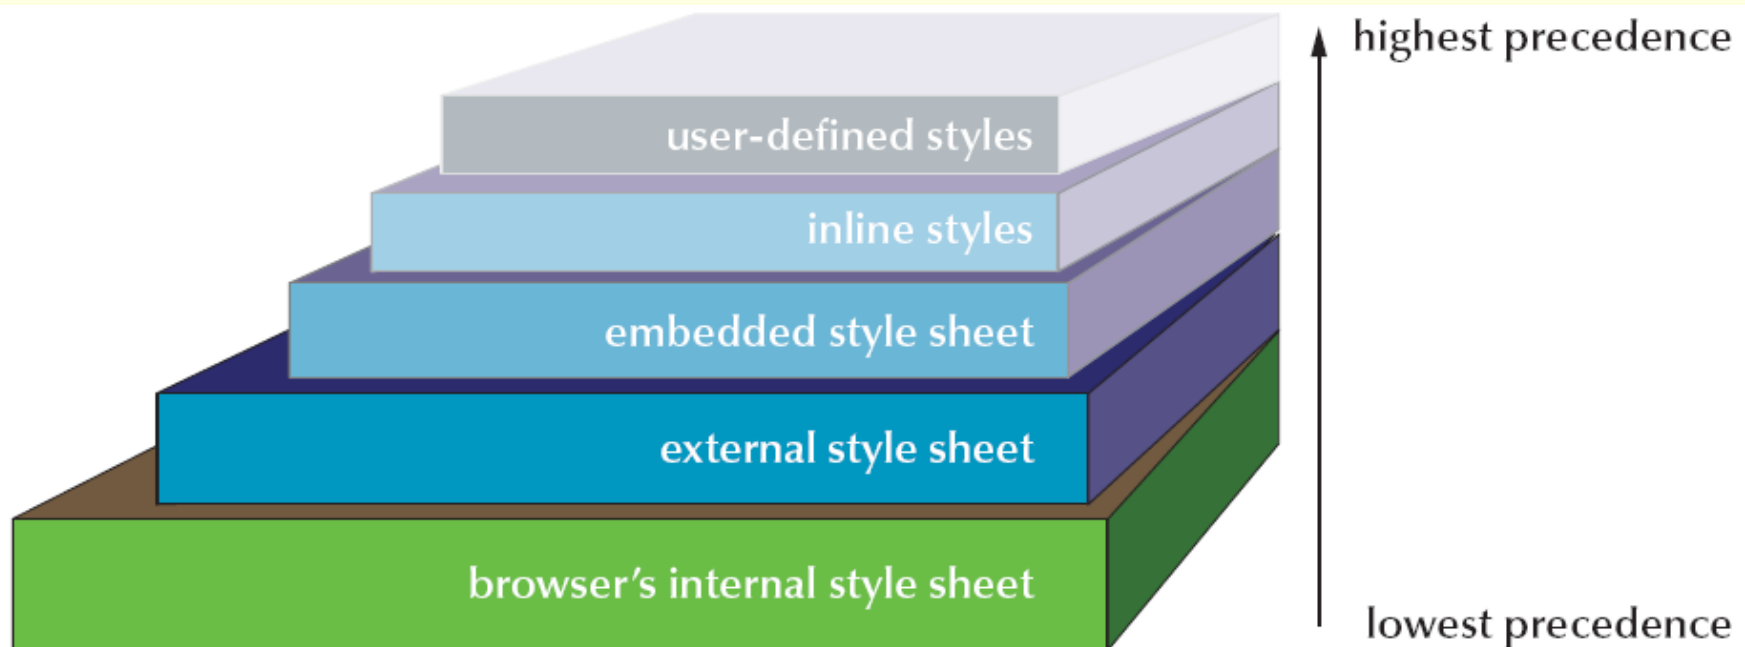 highest precedence
user-defined styles
inline styles
embedded style sheet
external style sheet
browser’s internal style sheet
lowest precedence